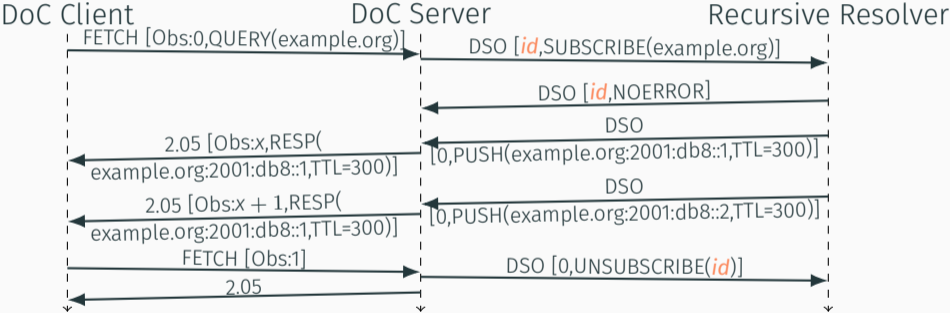 DoC Client
DoC Server
Recursive Resolver
FETCH [Obs:0,QUERY(example.org)]
DSO [id,SUBSCRIBE(example.org)]
DSO [id,NOERROR]
DSO
[0,PUSH(example.org:2001:db8::1,TTL=300)]
2.05 [Obs:x,RESP(
example.org:2001:db8::1,TTL=300)]
DSO
[0,PUSH(example.org:2001:db8::2,TTL=300)]
2.05 [Obs:x + 1,RESP(
example.org:2001:db8::1,TTL=300)]
FETCH [Obs:1]
DSO [0,UNSUBSCRIBE(id)]
2.05